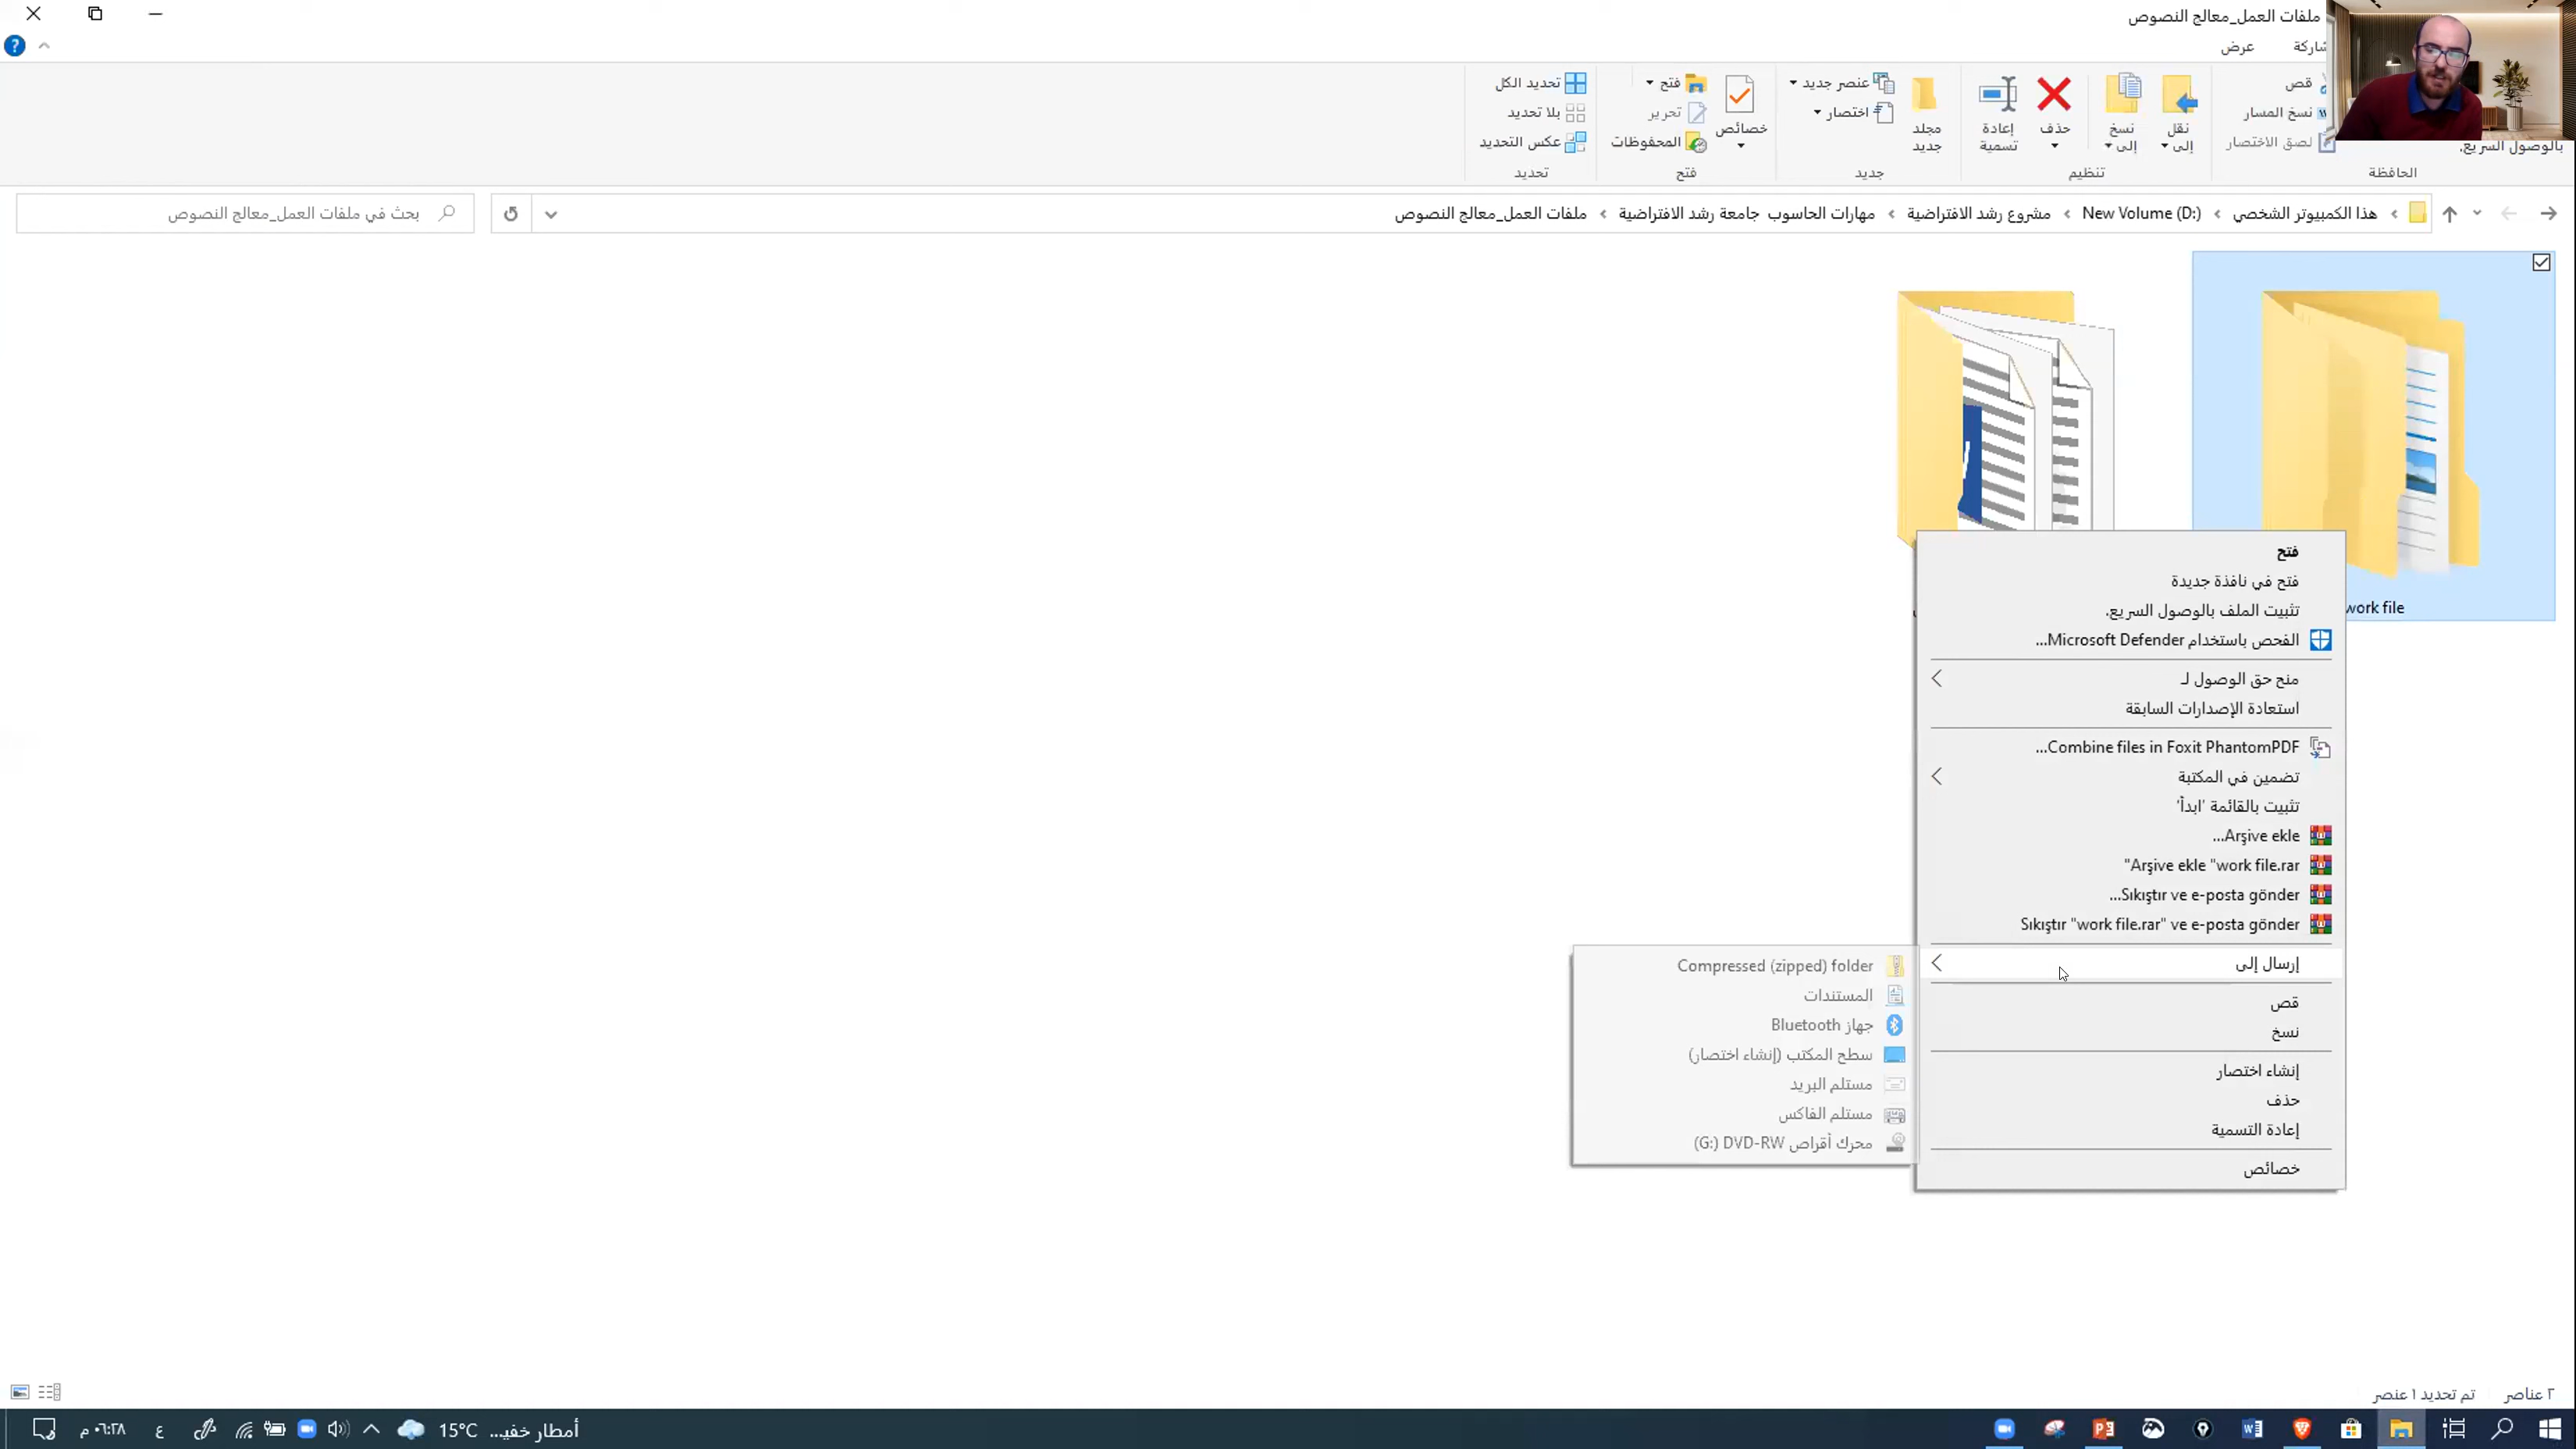 ملفات العمل_معالج النصوص
عرض
قص
نسخ المسار
لصق الاختصار
بالوصول السريع.
الحافظة
نقل إلى
نسخ إلى
حذف
إعادة تسمية
تنظيم
مجلد جديد
عنصر جديد
اختصار
جديد
خصائص
فتح
تحرير
المحفوظات
فتح
تحديد الكل
بلا تحديد
عكس التحديد
تحديد
هذا الكمبيوتر الشخصي
New Volume (D:)
مشروع رشد الافتراضية
مهارات الحاسوب جامعة رشد الافتراضية
ملفات العمل_معالج النصوص
بحث في ملفات العمل_معالج النصوص
work file
فتح
فتح في نافذة جديدة
تثبيت الملف بالوصول السريع.
الفحص باستخدام Microsoft Defender...
منح حق الوصول لـ
استعادة الإصدارات السابقة
Combine files in Foxit PhantomPDF...
تضمين في المكتبة
تثبيت بالقائمة 'ابدأ'
Arşive ekle...
Arşive ekle "work file.rar"
Sıkıştır ve e-posta gönder...
Sıkıştır "work file.rar" ve e-posta gönder
إرسال إلى
قص
نسخ
إنشاء اختصار
حذف
إعادة التسمية
خصائص
Compressed (zipped) folder
المستندات
جهاز Bluetooth
سطح المكتب (إنشاء اختصار)
مستلم البريد
مستلم الفاكس
محرك أقراص DVD-RW (G:)
٢ عناصر
تم تحديد ١ عنصر
15°C أمطار خفيـ...
ع
٠٦:٢٨ م